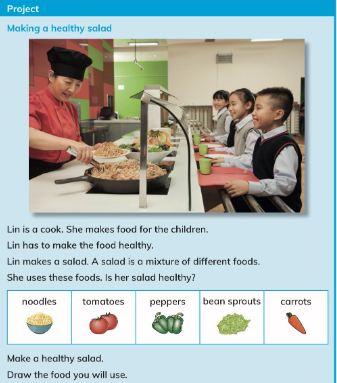 Project
Making a healthy salad
Lin is a cook. She makes food for the children.
Lin has to make the food healthy.
Lin makes a salad. A salad is a mixture of different foods.
She uses these foods. Is her salad healthy?
noodles tomatoes peppers bean sprouts carrots
Make a healthy salad.
Draw the food you will use.